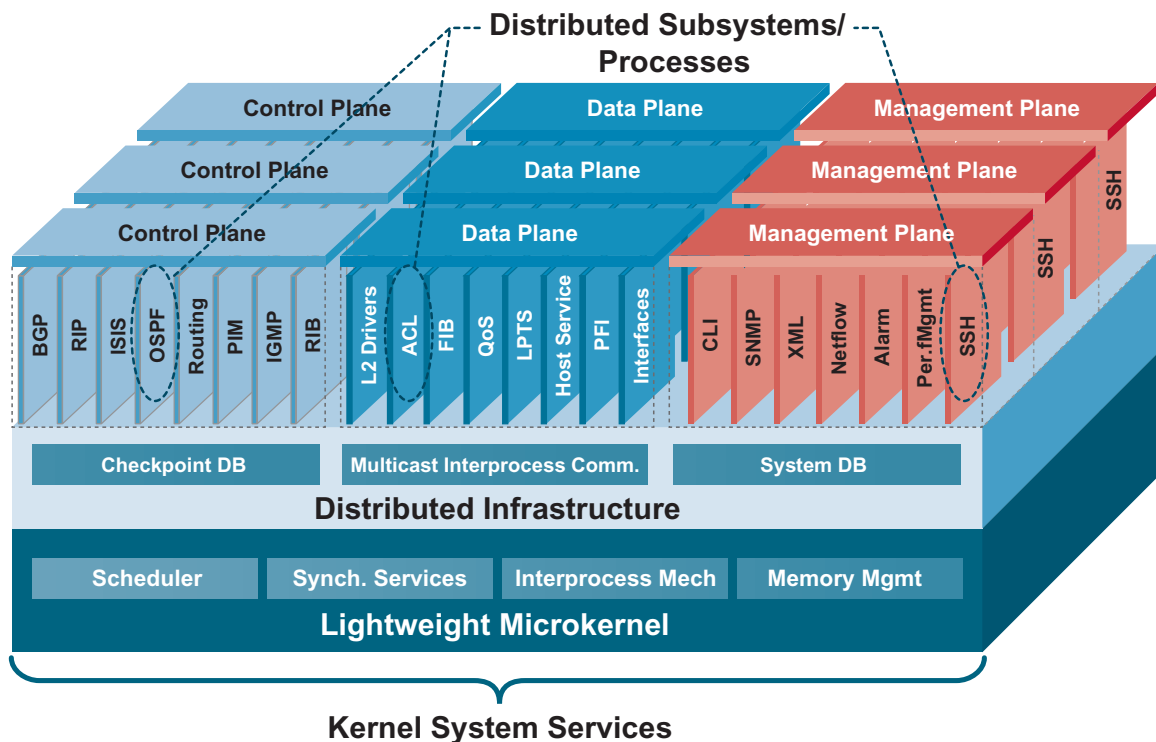 Distributed Subsystems/
Processes
Control Plane
Data Plane
Management Plane
Control Plane
Data Plane
Management Plane
Control Plane
Data Plane
Management Plane
SSH
SSH
BGP
RIP
ISIS
OSPF
Routing
PIM
IGMP
RIB
L2 Drivers
ACL
FIB
QoS
LPTS
Host Service
PFI
Interfaces
CLI
SNMP
XML
Netflow
Alarm
Per.fMgmt
SSH
Checkpoint DB
Multicast Interprocess Comm.
System DB
Distributed Infrastructure
Scheduler
Synch. Services
Interprocess Mech
Memory Mgmt
Lightweight Microkernel
Kernel System Services